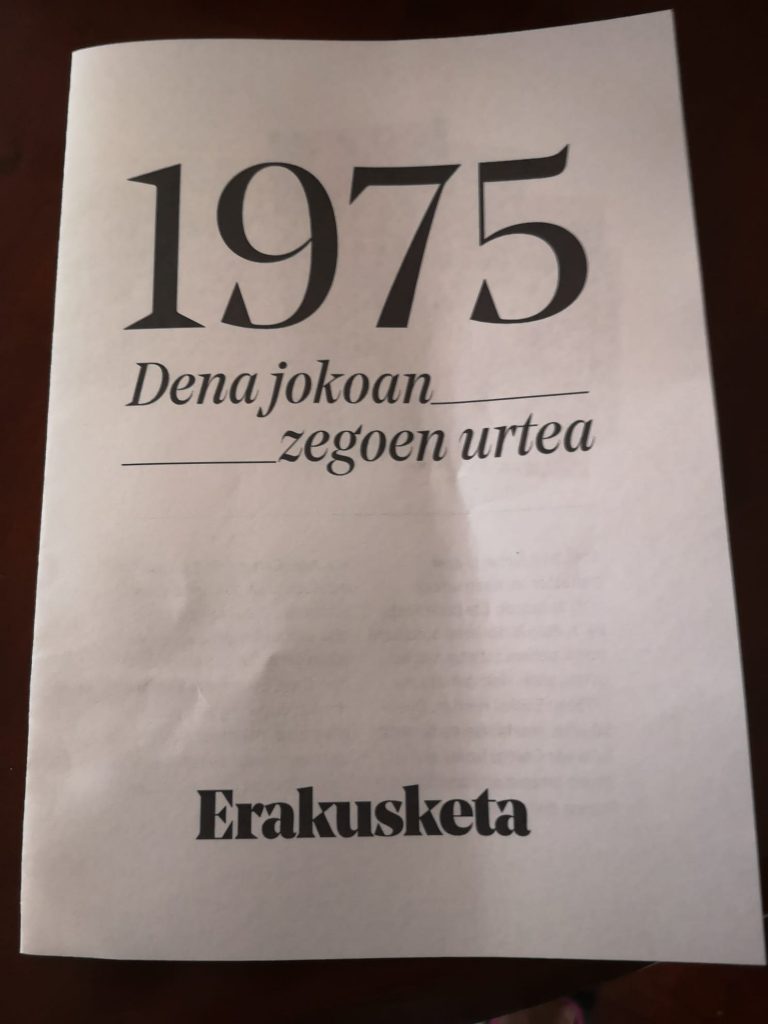 1975
Dena jokoan
zegoen urtea
Erakusketa